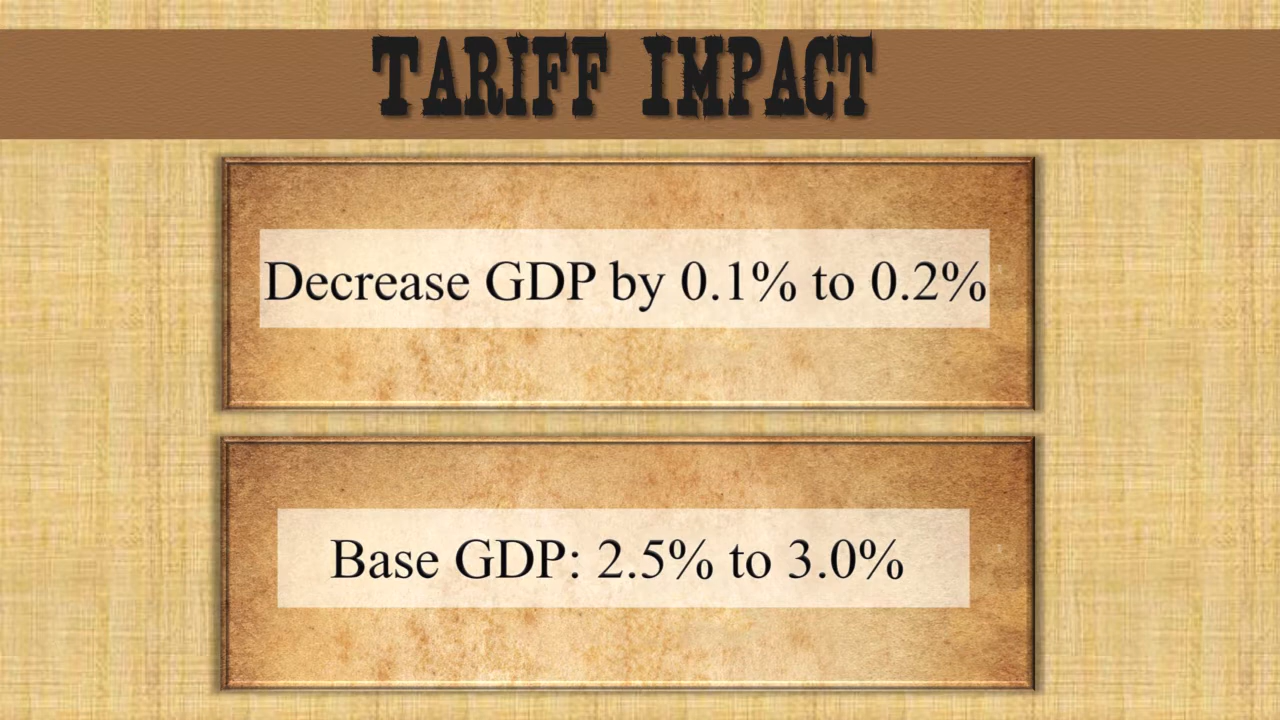 TARIFF IMPACT
Decrease GDP by 0.1% to 0.2%
Base GDP: 2.5% to 3.0%